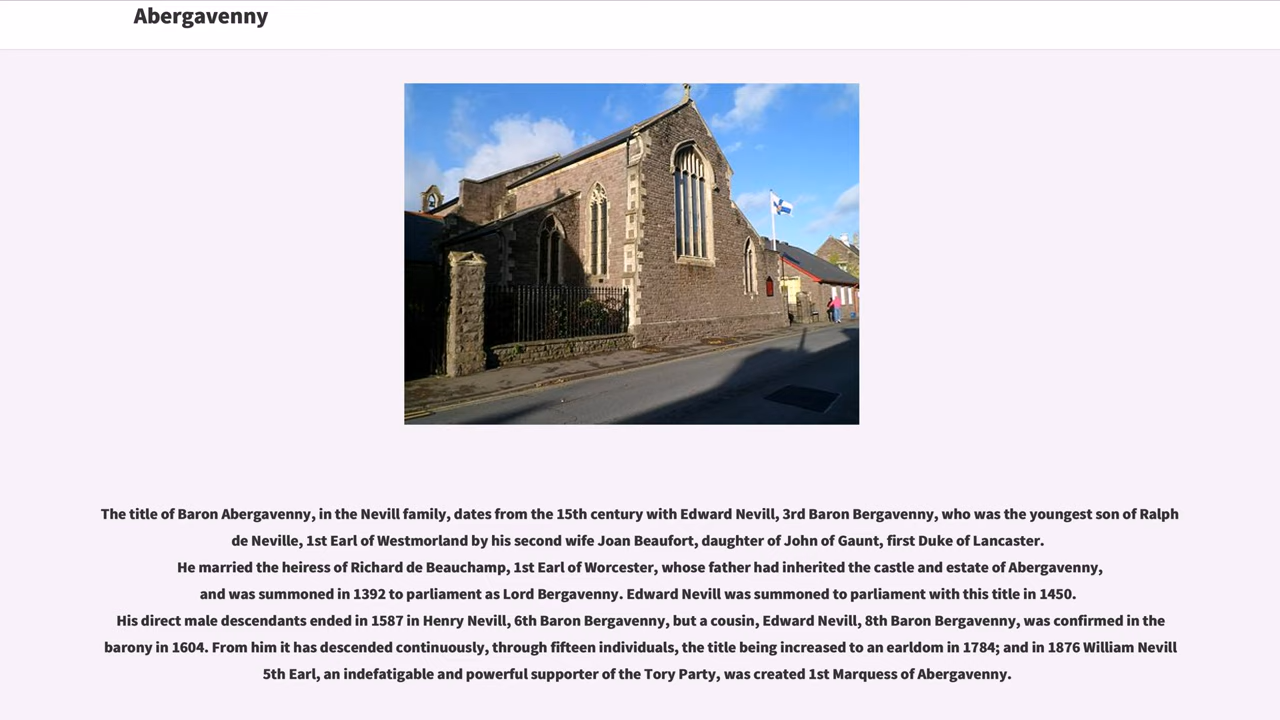 Abergavenny
The title of Baron Abergavenny, in the Nevill family, dates from the 15th century with Edward Nevill, 3rd Baron Bergavenny, who was the youngest son of Ralph
de Neville, 1st Earl of Westmorland by his second wife Joan Beaufort, daughter of John of Gaunt, first Duke of Lancaster.
He married the heiress of Richard de Beauchamp, 1st Earl of Worcester, whose father had inherited the castle and estate of Abergavenny,
and was summoned in 1392 to parliament as Lord Bergavenny. Edward Nevill was summoned to parliament with this title in 1450.
His direct male descendants ended in 1587 in Henry Nevill, 6th Baron Bergavenny, but a cousin, Edward Nevill, 8th Baron Bergavenny, was confirmed in the
barony in 1604. From him it has descended continuously, through fifteen individuals, the title being increased to an earldom in 1784; and in 1876 William Nevill
5th Earl, an indefatigable and powerful supporter of the Tory Party, was created 1st Marquess of Abergavenny.